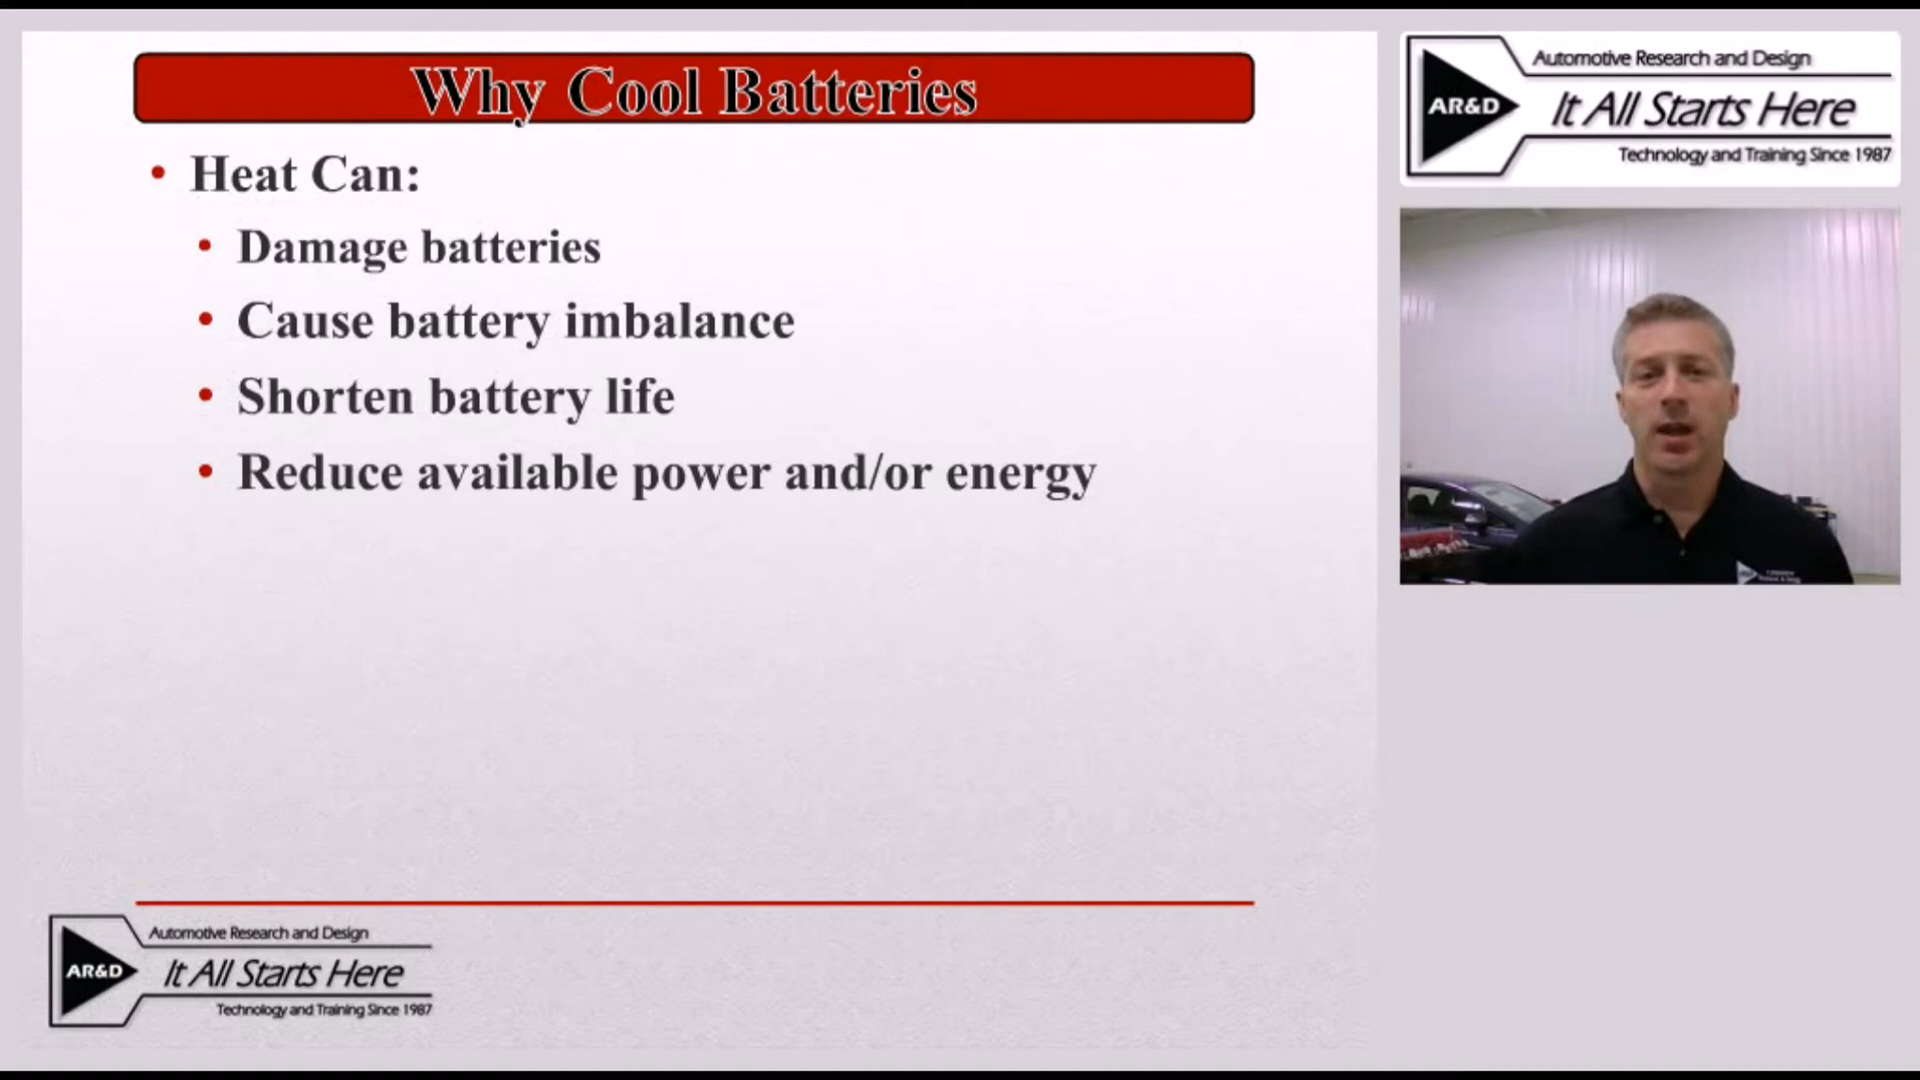 Why Cool Batteries
Heat Can:
Damage batteries
Cause battery imbalance
Shorten battery life
Reduce available power and/or energy
Automotive Research and Design
AR&D
It All Starts Here
Technology and Training Since 1987
Automotive Research and Design
AR&D
It All Starts Here
Technology and Training Since 1987